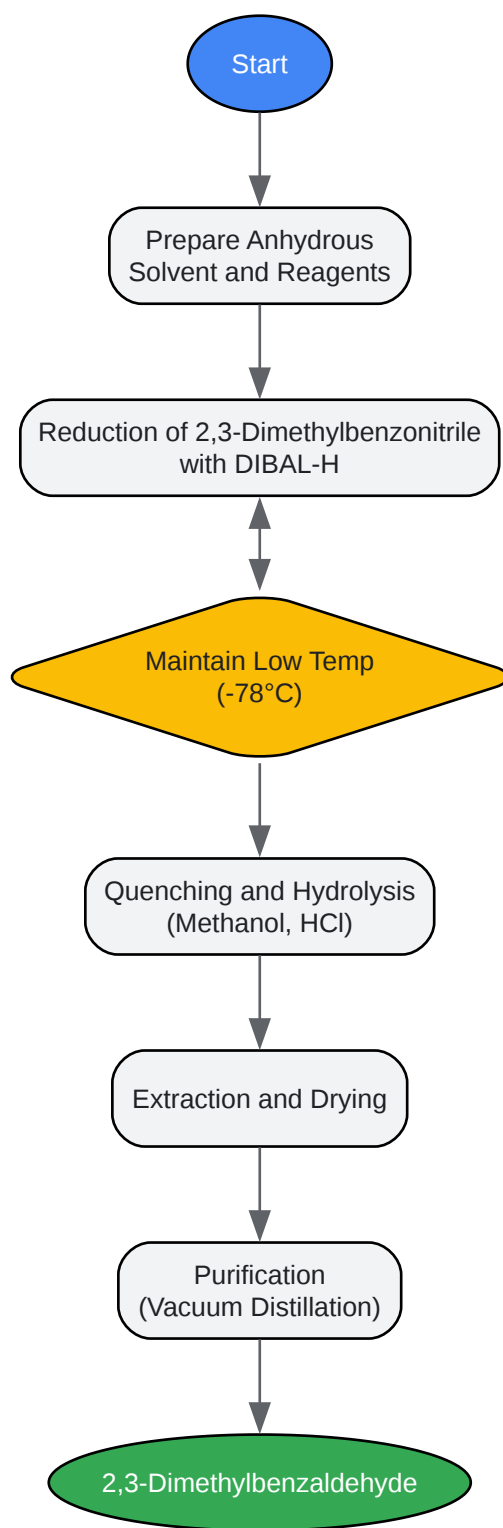 Start
Prepare Anhydrous
Solvent and Reagents
Reduction of 2,3-Dimethylbenzonitrile
with DIBAL-H
Maintain Low Temp
(-78°C)
Quenching and Hydrolysis
(Methanol, HCl)
Extraction and Drying
Purification
(Vacuum Distillation)
2,3-Dimethylbenzaldehyde